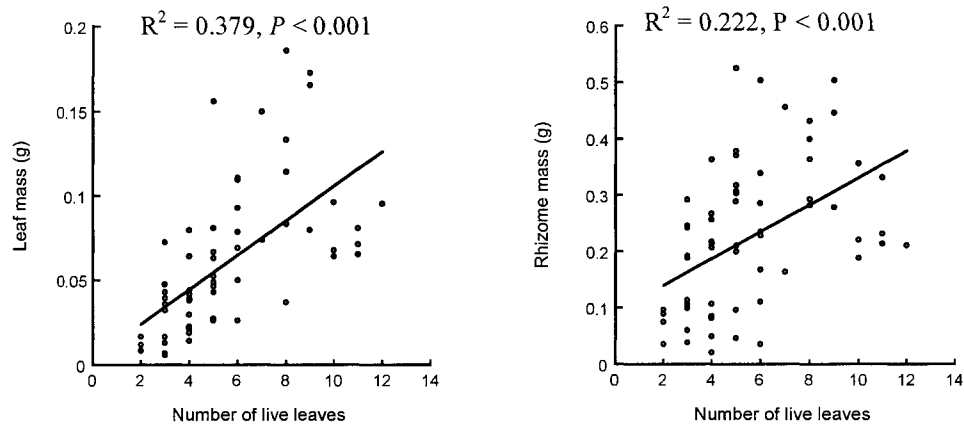 R² = 0.379, P < 0.001
0.2
0.15
0.1
0.05
0
Leaf mass (g)
0 2 4 6 8 10 12 14
Number of live leaves
R² = 0.222, P < 0.001
0.6
0.5
0.4
0.3
0.2
0.1
0
Rhizome mass (g)
0 2 4 6 8 10 12 14
Number of live leaves